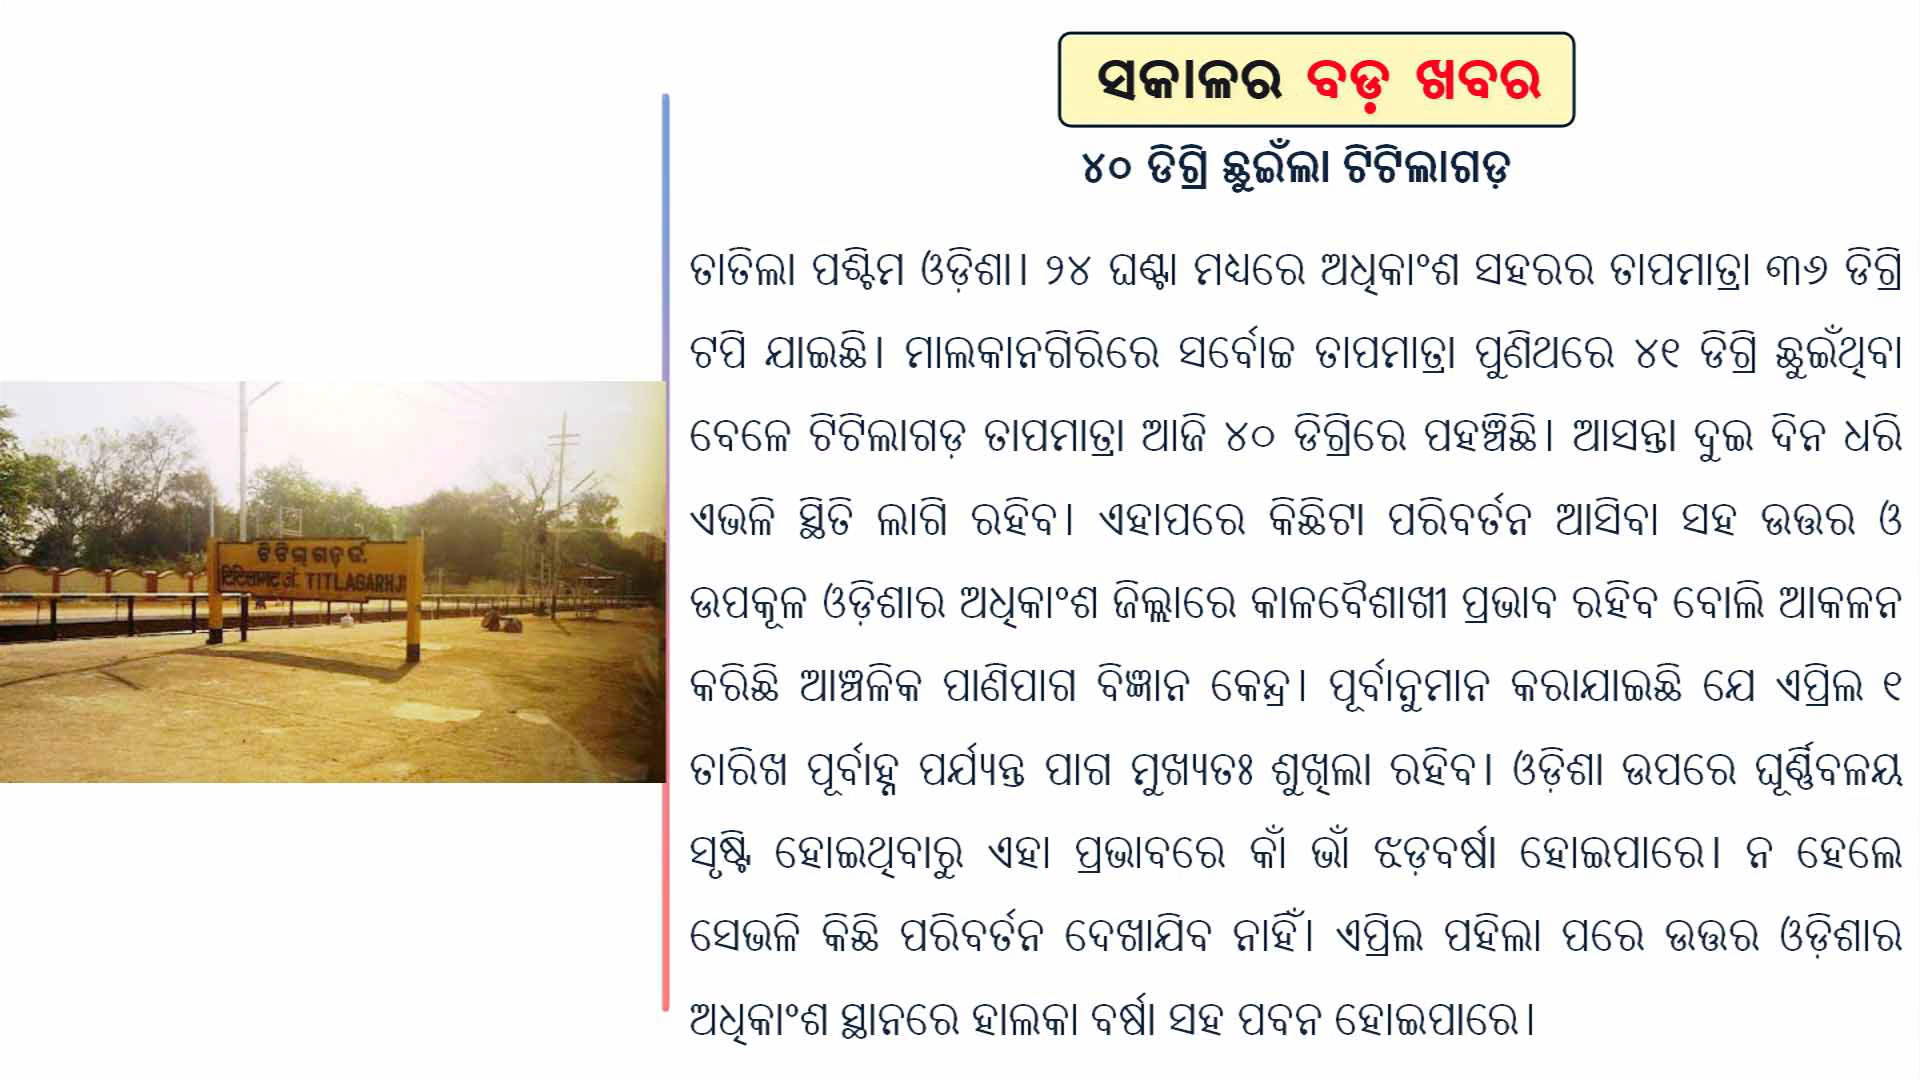 ସକାଳର ବଡ଼ ଖବର
୪୦ ଡିଗ୍ରି ଛୁଇଁଲା ଟିଟିଲାଗଡ଼
ତାତିଲା ପଶ୍ଚିମ ଓଡ଼ିଶା। ୨୪ ଘଣ୍ଟା ମଧ୍ୟରେ ଅଧିକାଂଶ ସହରର ତାପମାତ୍ରା ୩୬ ଡିଗ୍ରି
ଟପି ଯାଇଛି। ମାଲକାନଗିରିରେ ସର୍ବୋଚ୍ଚ ତାପମାତ୍ରା ପୁଣିଥରେ ୪୧ ଡିଗ୍ରି ଛୁଇଁଥିବା
ବେଳେ ଟିଟିଲାଗଡ଼ ତାପମାତ୍ରା ଆଜି ୪୦ ଡିଗ୍ରିରେ ପହଞ୍ଚିଛି। ଆସନ୍ତା ଦୁଇ ଦିନ ଧରି
ଏଭଳି ସ୍ଥିତି ଲାଗି ରହିବ। ଏହାପରେ କିଛିଟା ପରିବର୍ତନ ଆସିବା ସହ ଉତ୍ତର ଓ
ଉପକୂଳ ଓଡ଼ିଶାର ଅଧିକାଂଶ ଜିଲ୍ଲାରେ କାଳବୈଶାଖୀ ପ୍ରଭାବ ରହିବ ବୋଲି ଆକଳନ
କରିଛି ଆଞ୍ଚଳିକ ପାଣିପାଗ ବିଜ୍ଞାନ କେନ୍ଦ୍ର। ପୂର୍ବାନୁମାନ କରାଯାଇଛି ଯେ ଏପ୍ରିଲ ୧
ତାରିଖ ପୂର୍ବାହ୍ନ ପର୍ଯ୍ୟନ୍ତ ପାଗ ମୁଖ୍ୟତଃ ଶୁଖିଲା ରହିବ। ଓଡ଼ିଶା ଉପରେ ଘୂର୍ଣ୍ଣିବଳୟ
ସୃଷ୍ଟି ହୋଇଥିବାରୁ ଏହା ପ୍ରଭାବରେ କାଁ ଭାଁ ଝଡ଼ବର୍ଷା ହୋଇପାରେ। ନ ହେଲେ
ସେଭଳି କିଛି ପରିବର୍ତନ ଦେଖାଯିବ ନାହିଁ। ଏପ୍ରିଲ ପହିଲା ପରେ ଉତ୍ତର ଓଡ଼ିଶାର
ଅଧିକାଂଶ ସ୍ଥାନରେ ହାଲକା ବର୍ଷା ସହ ପବନ ହୋଇପାରେ।
ଟିଟିଲାଗଡ଼ ଜଁ.
टिटिलागढ जं. TITLAGARH JN